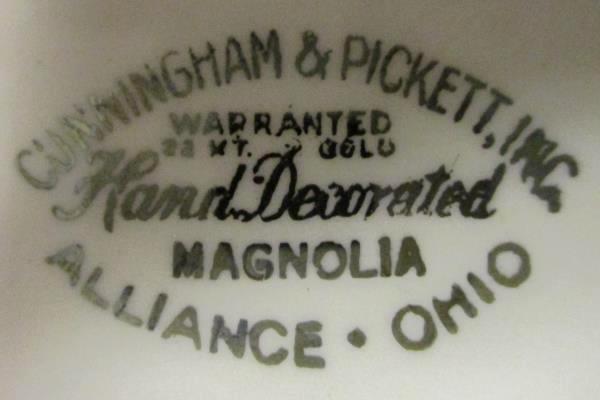 CUNNINGHAM & PICKETT, INC.
WARRANTED
22 KT. GOLD
Hand Decorated
MAGNOLIA
ALLIANCE • OHIO